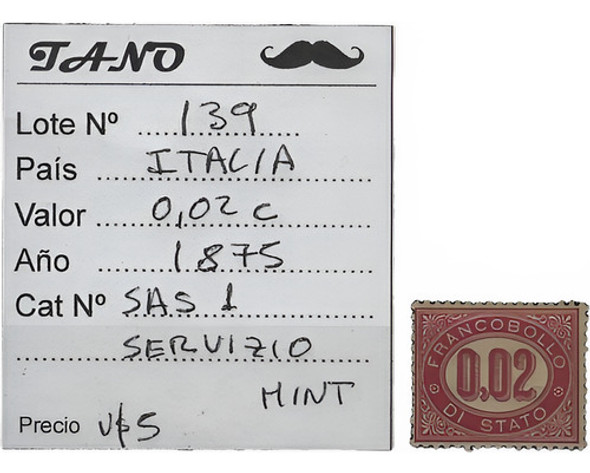 TANO
Lote Nº 139
País ITALIA
Valor 0,02 c
Año 1875
Cat Nº SAS 1
SERVIZIO
MINT
Precio U$S
FRANCOBOLLO
0,02
DI STATO